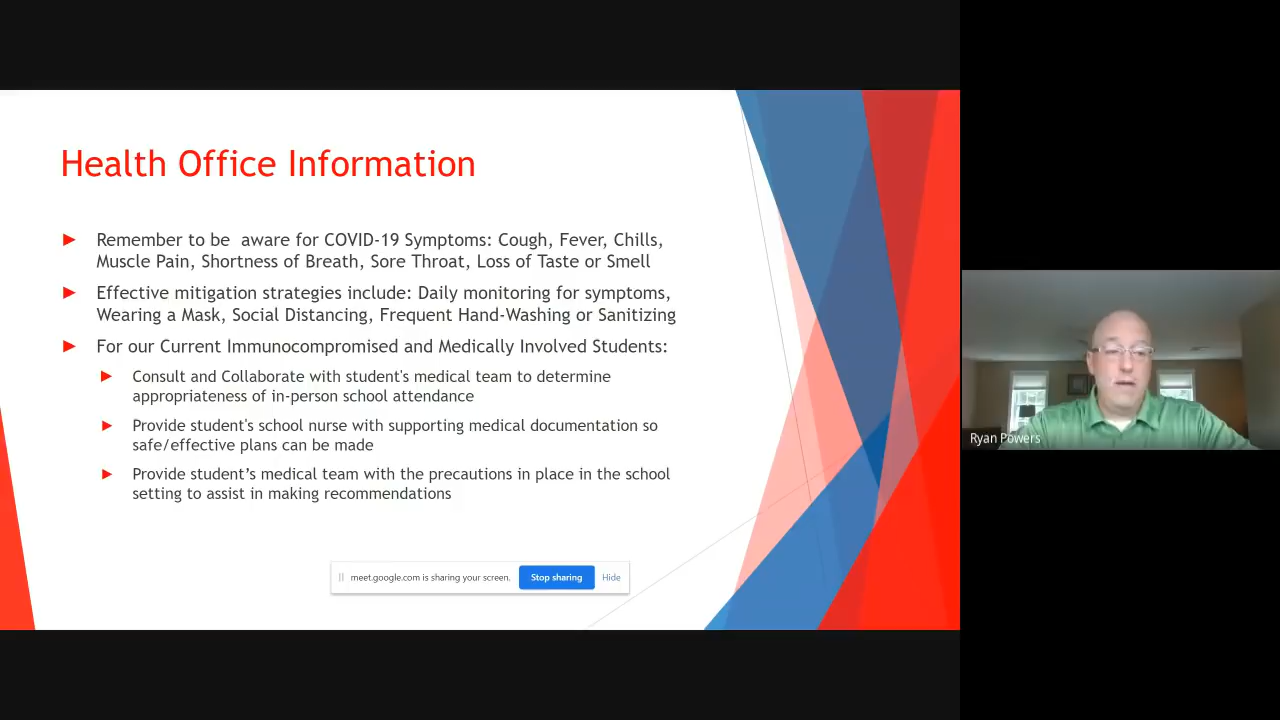 Health Office Information
Remember to be  aware for COVID-19 Symptoms: Cough, Fever, Chills,
Muscle Pain, Shortness of Breath, Sore Throat, Loss of Taste or Smell
Effective mitigation strategies include: Daily monitoring for symptoms,
Wearing a Mask, Social Distancing, Frequent Hand-Washing or Sanitizing
For our Current Immunocompromised and Medically Involved Students:
Consult and Collaborate with student's medical team to determine
appropriateness of in-person school attendance
Provide student's school nurse with supporting medical documentation so
safe/effective plans can be made
Provide student’s medical team with the precautions in place in the school
setting to assist in making recommendations
meet.google.com is sharing your screen. Stop sharing Hide
Ryan Powers